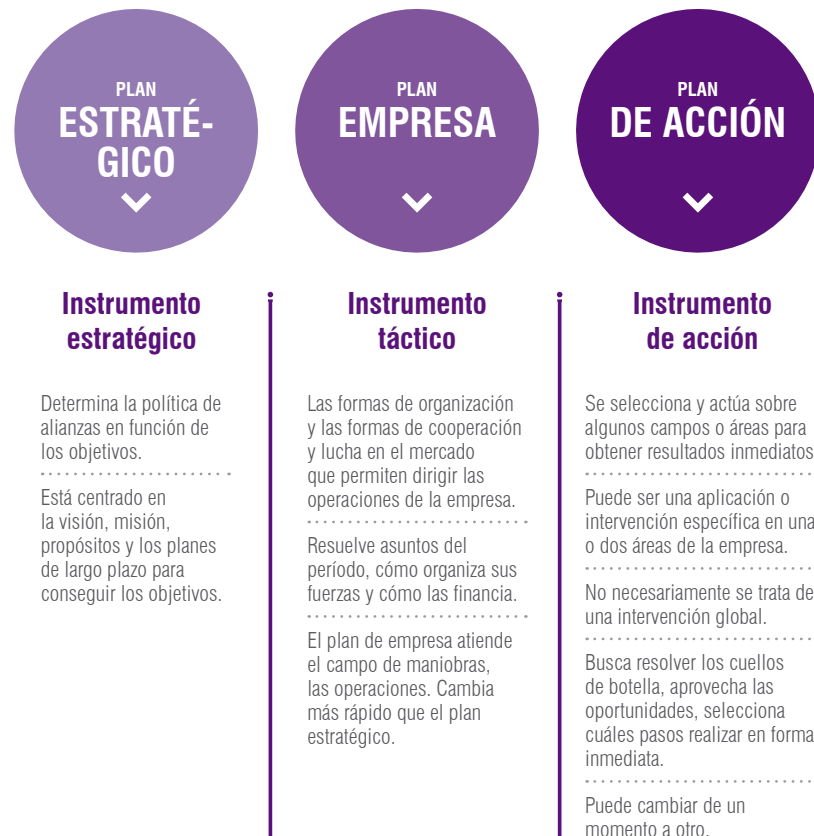 PLAN
ESTRATÉ-
GICO
Instrumento
estratégico
Determina la política de
alianzas en función de
los objetivos.
Está centrado en
la visión, misión,
propósitos y los planes
de largo plazo para
conseguir los objetivos.
PLAN
EMPRESA
Instrumento
táctico
Las formas de organización
y las formas de cooperación
y lucha en el mercado
que permiten dirigir las
operaciones de la empresa.
Resuelve asuntos del
período, cómo organiza sus
fuerzas y cómo las financia.
El plan de empresa atiende
el campo de maniobras,
las operaciones. Cambia
más rápido que el plan
estratégico.
PLAN
DE ACCIÓN
Instrumento
de acción
Se selecciona y actúa sobre
algunos campos o áreas para
obtener resultados inmediatos
Puede ser una aplicación o
intervención específica en una
o dos áreas de la empresa.
No necesariamente se trata de
una intervención global.
Busca resolver los cuellos
de botella, aprovecha las
oportunidades, selecciona
cuáles pasos realizar en forma
inmediata.
Puede cambiar de un
momento a otro.